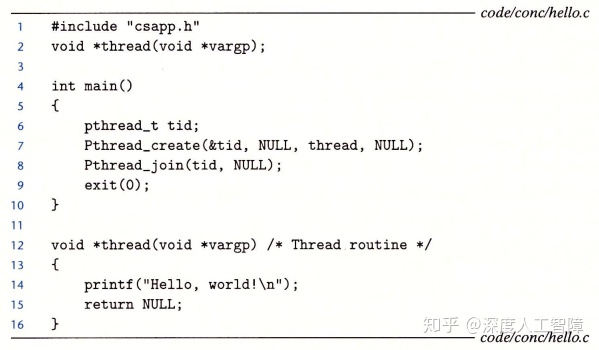 code/conc/hello.c
1 #include "csapp.h"
2 void *thread(void *vargp);
3
4 int main()
5 {
6     pthread_t tid;
7     Pthread_create(&tid, NULL, thread, NULL);
8     Pthread_join(tid, NULL);
9     exit(0);
10 }
11
12 void *thread(void *vargp) /* Thread routine */
13 {
14     printf("Hello, world!\n");
15     return NULL;
16 }
知乎 @深度人工智障
code/conc/hello.c